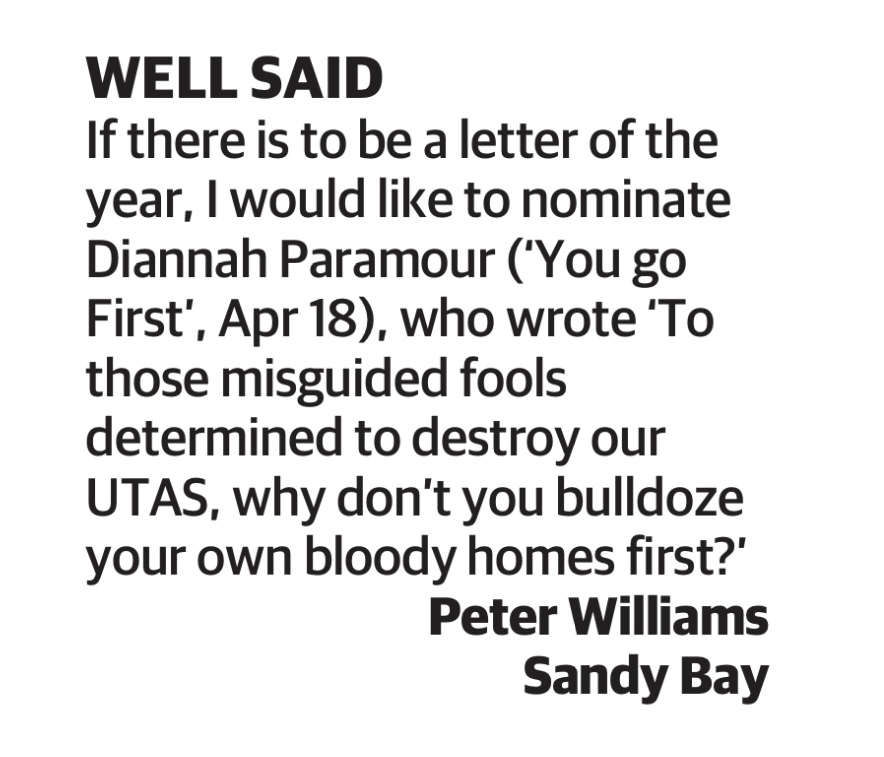 WELL SAID
If there is to be a letter of the
year, I would like to nominate
Diannah Paramour (‘You go
First’, Apr 18), who wrote ‘To
those misguided fools
determined to destroy our
UTAS, why don’t you bulldoze
your own bloody homes first?’
Peter Williams
Sandy Bay